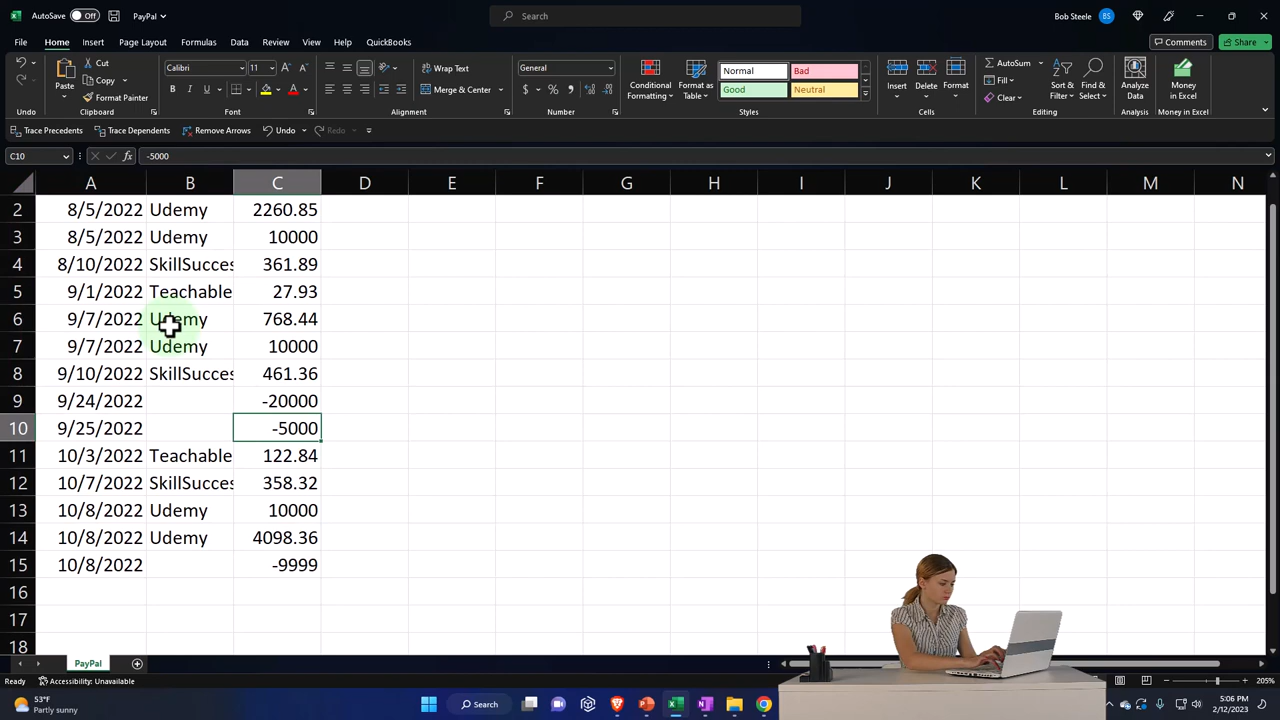 AutoSave Off PayPal Search Bob Steele BS
File Home Insert Page Layout Formulas Data Review View Help QuickBooks Comments Share
Calibri 11 Wrap Text General Normal Bad AutoSum
Paste Cut Copy Format Painter B I U Merge & Center $ % Conditional Formatting Format as Table Good Neutral Insert Delete Format Fill Clear Sort & Filter Find & Select Analyze Data Money in Excel
Undo Clipboard Font Alignment Number Styles Cells Editing Analysis Money in Excel
Trace Precedents Trace Dependents Remove Arrows Undo Redo
C10 fx -5000
A B C D E F G H I J K L M N
2 8/5/2022 Udemy 2260.85
3 8/5/2022 Udemy 10000
4 8/10/2022 SkillSucces 361.89
5 9/1/2022 Teachable 27.93
6 9/7/2022 Udemy 768.44
7 9/7/2022 Udemy 10000
8 9/10/2022 SkillSucces 461.36
9 9/24/2022 -20000
10 9/25/2022 -5000
11 10/3/2022 Teachable 122.84
12 10/7/2022 SkillSucces 358.32
13 10/8/2022 Udemy 10000
14 10/8/2022 Udemy 4098.36
15 10/8/2022 -9999
16
17
18
PayPal
Ready Accessibility: Unavailable 205%
53°F
Partly sunny
Search
5:06 PM
2/12/2023